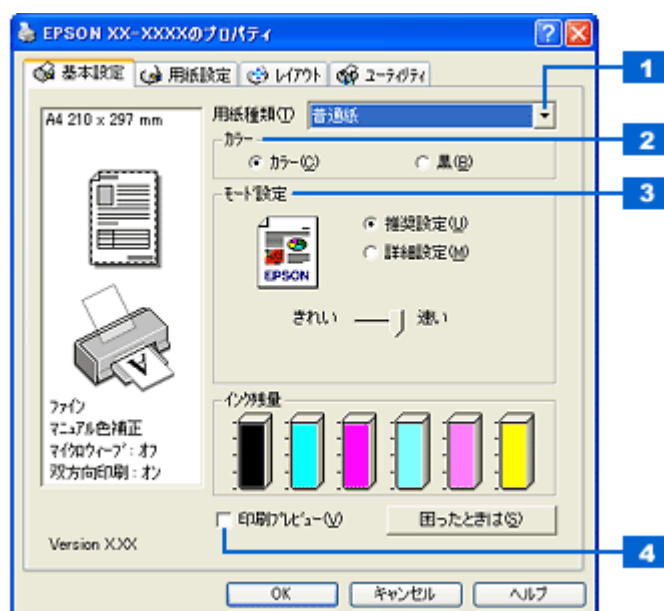 EPSON XX-XXXXのプロパティ
基本設定 用紙設定 レイアウト ユーティリティ
1
A4 210 x 297 mm
用紙種類(T) 普通紙
カラー
2
カラー(C) 黒(B)
モード設定
3
推奨設定(U)
詳細設定(M)
EPSON
きれい 速い
A
ファイン
マニュアル色補正
マイクロウィーブ：オフ
双方向印刷：オン
インク残量
印刷プレビュー(V) 困ったときは(S)
Version X.XX
4
OK キャンセル ヘルプ